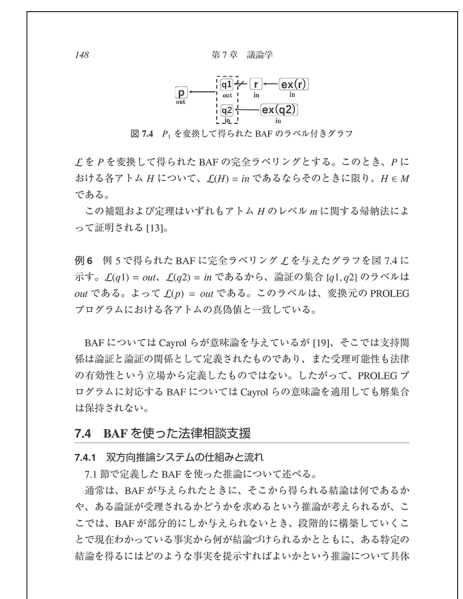 148
第 7 章　議論学
q1
r
ex(r)
p
out
in
in
out
q2
ex(q2)
in
in
図 7.4　P1 を変換して得られた BAF のラベル付きグラフ
ℒ を P を変換して得られた BAF の完全ラベリングとする。このとき、P に
おける各アトム H について、ℒ(H) = in であるならそのときに限り、H ∈ M
である。
この補題および定理はいずれもアトム H のレベル m に関する帰納法によ
って証明される [13]。
例 6　例 5 で得られた BAF に完全ラベリング ℒ を与えたグラフを図 7.4 に
示す。ℒ(q1) = out、ℒ(q2) = in であるから、論証の集合 {q1, q2} のラベルは
out である。よって ℒ(p) = out である。このラベルは、変換元の PROLEG
プログラムにおける各アトムの真偽値と一致している。
BAF については Cayrol らが意味論を与えているが [19]、そこでは支持関
係は論証と論証の関係として定義されたものであり、また受理可能性も法律
の有効性という立場から定義したものではない。したがって、PROLEG プ
ログラムに対応する BAF については Cayrol らの意味論を適用しても解集合
は保持されない。
7.4　BAF を使った法律相談支援
7.4.1　双方向推論システムの仕組みと流れ
7.1 節で定義した BAF を使った推論について述べる。
通常は、BAF が与えられたときに、そこから得られる結論は何であるか
や、ある論証が受理されるかどうかを求めるという推論が考えられるが、こ
こでは、BAF が部分的にしか与えられないとき、段階的に構築していくこ
とで現在わかっている事実から何が結論づけられるかとともに、ある特定の
結論を得るにはどのような事実を提示すればよいかという推論について具体